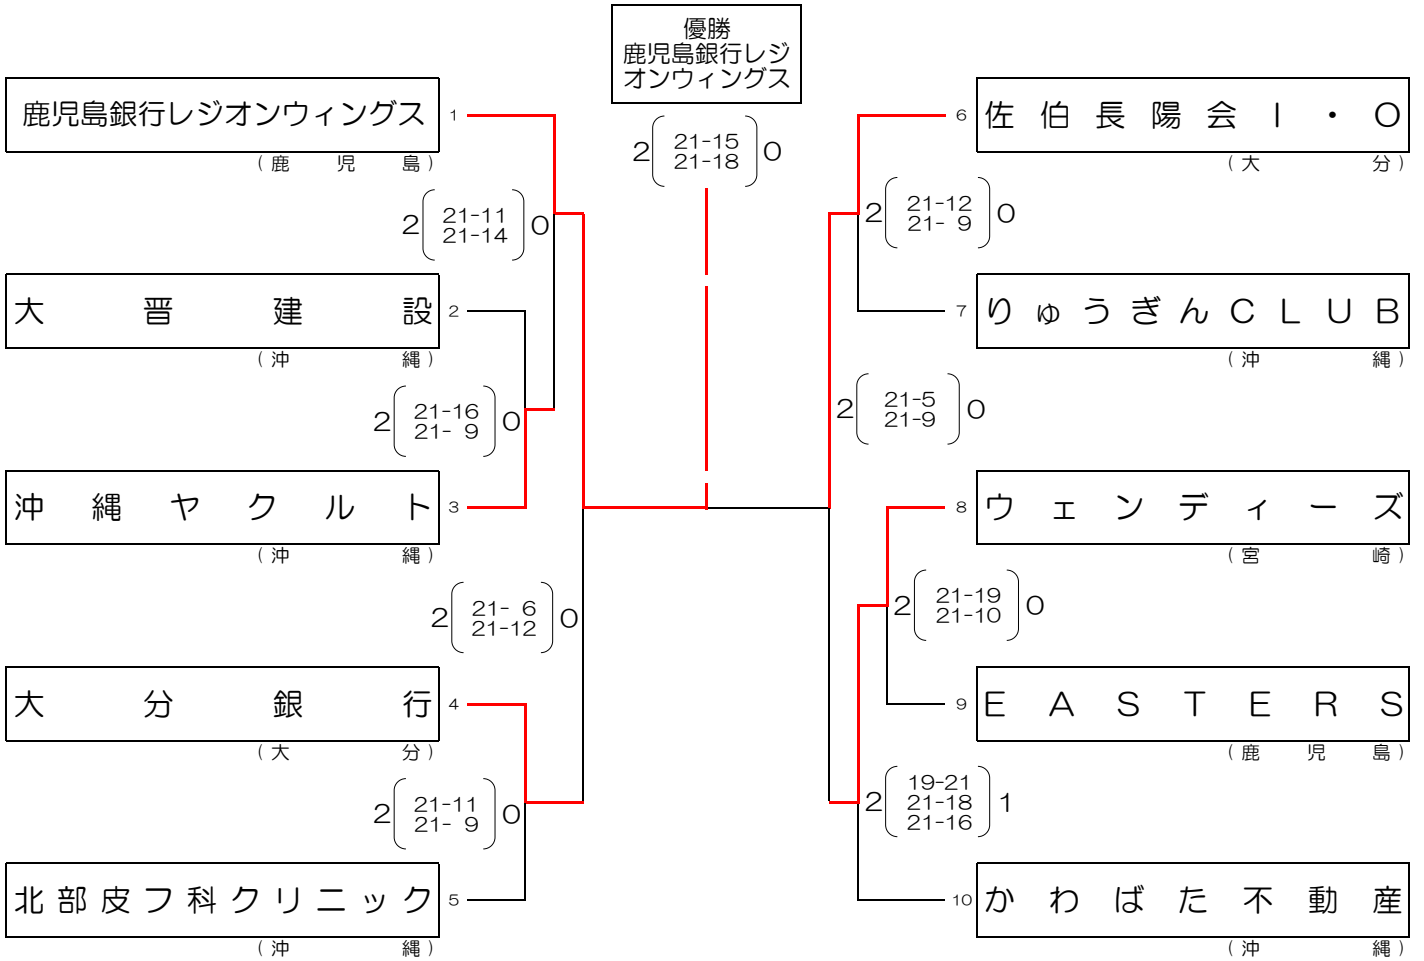 優勝
鹿児島銀行レジ
オンウィングス
鹿児島銀行レジオンウィングス 1
(鹿児島)
2 21-11 0
21-14
大晋建設 2
(沖縄)
2 21-16 0
21- 9
沖縄ヤクルト 3
(沖縄)
2 21- 6 0
21-12
大分銀行 4
(大分)
2 21-11 0
21- 9
北部皮フ科クリニック 5
(沖縄)
2 21-15 0
21-18
6 佐伯長陽会I・O
(大分)
2 21-12 0
21- 9
7 りゅうぎんCLUB
(沖縄)
2 21-5 0
21-9
8 ウェンディーズ
(宮崎)
2 21-19 0
21-10
9 EASTERS
(鹿児島)
19-21
2 21-18 1
21-16
10 かわばた不動産
(沖縄)